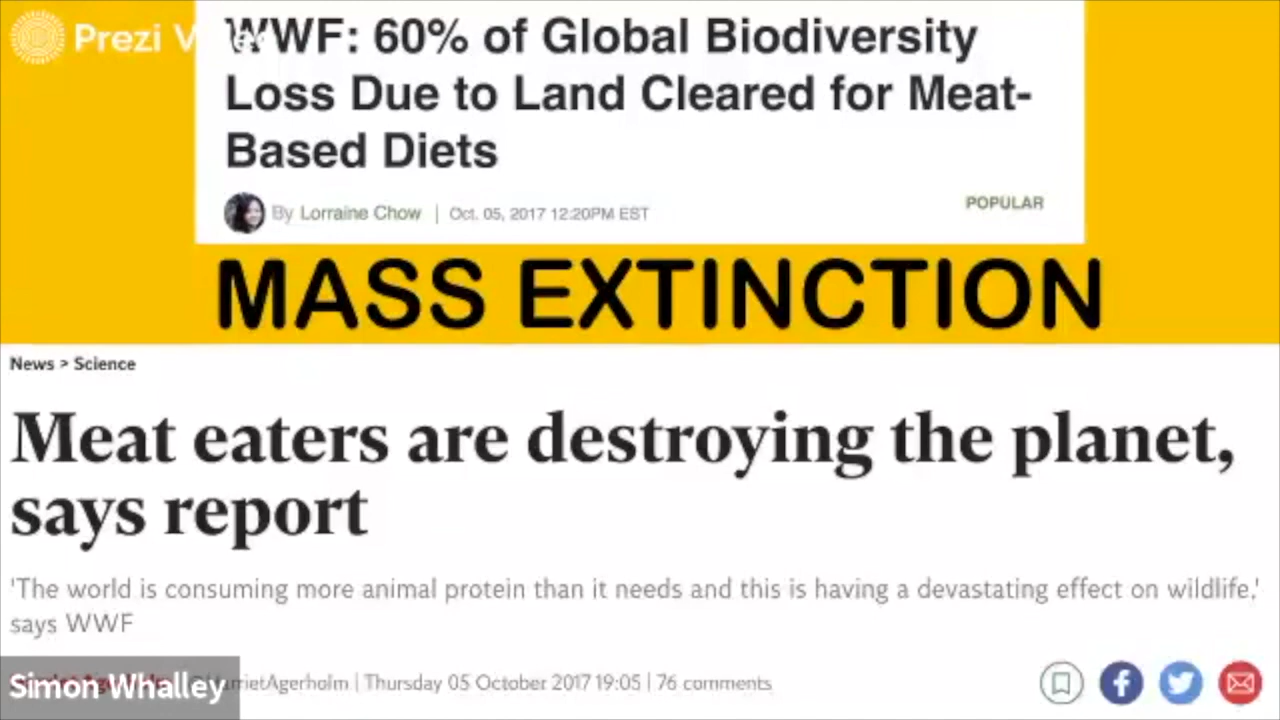 Prezi V
WWF: 60% of Global Biodiversity
Loss Due to Land Cleared for Meat-
Based Diets
By Lorraine Chow | Oct. 05, 2017 12:20PM EST
POPULAR
MASS EXTINCTION
News > Science
Meat eaters are destroying the planet,
says report
'The world is consuming more animal protein than it needs and this is having a devastating effect on wildlife,'
says WWF
Simon Whalley
rrietAgerholm | Thursday 05 October 2017 19:05 | 76 comments